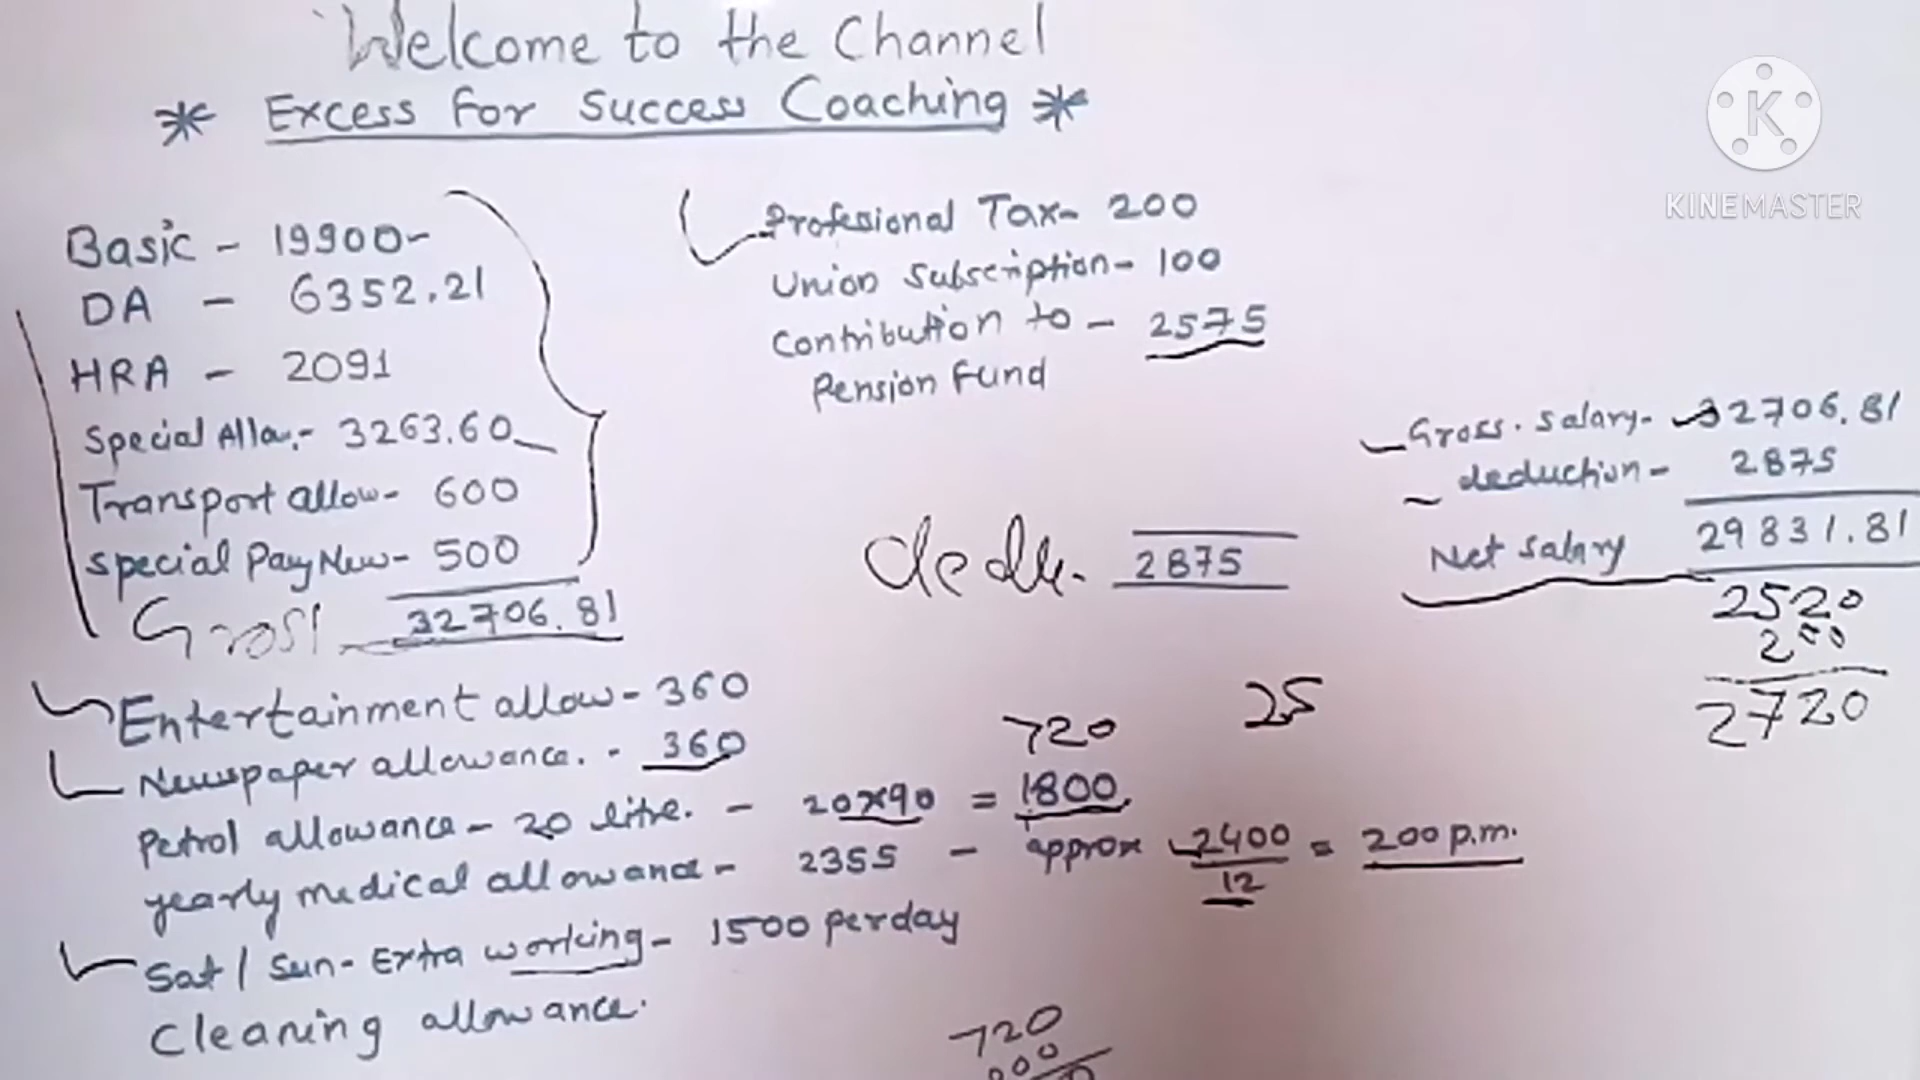 Welcome to the Channel
* Excess For Success Coaching *
K
KINEMASTER
Basic - 19900-
DA - 6352.21
HRA - 2091
Special Allow.- 3263.60
Transport allow- 600
Special Pay New- 500
Gross 32706.81
Profesional Tax- 200
Union Subscription- 100
Contribution to - 2575
Pension Fund
2875
Gross. Salary- 32706.81
deduction- 2875
Net Salary 29831.81
2520
200
2720
Entertainment allow- 360
Newspaper allowance. - 360
720
25
Petrol allowance- 20 litre. - 20x90 = 1800
yearly medical allowance- 2355 - approx 2400/12 = 200 p.m.
Sat / Sun- Extra working- 1500 per day
Cleaning allowance.
720